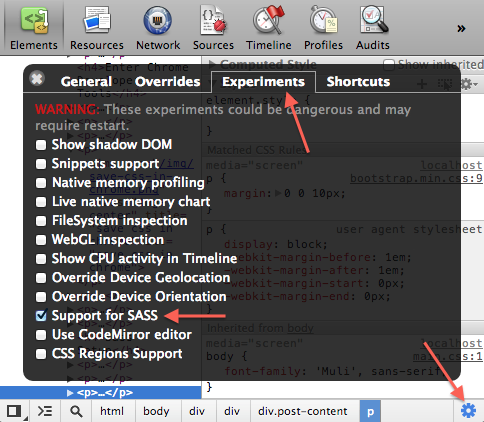 Elements Resources Network Sources Timeline Profiles Audits »
<h4>Enter Chrome
Computed Style Show inherited
General Overrides Experiments Shortcuts
Tools</h4>
element.style {
WARNING: These experiments could be dangerous and may
require restart.
}
Show shadow DOM
Matched CSS Rules
Snippets support
media="screen" localhost
p { bootstrap.min.css:9
Native memory profiling
margin: 0 0 10px;
Live native memory chart
}
FileSystem inspection
WebGL inspection
p { user agent stylesheet
display: block;
Show CPU activity in Timeline
-webkit-margin-before: 1em;
Override Device Geolocation
-webkit-margin-after: 1em;
-webkit-margin-start: 0px;
Override Device Orientation
-webkit-margin-end: 0px;
Support for SASS
}
Inherited from body
Use CodeMirror editor
media="screen" localhost
body { main.css:1
CSS Regions Support
font-family: 'Muli', sans-serif
<p>…</p>
}
<p>…</p>
html body div div div.post-content p